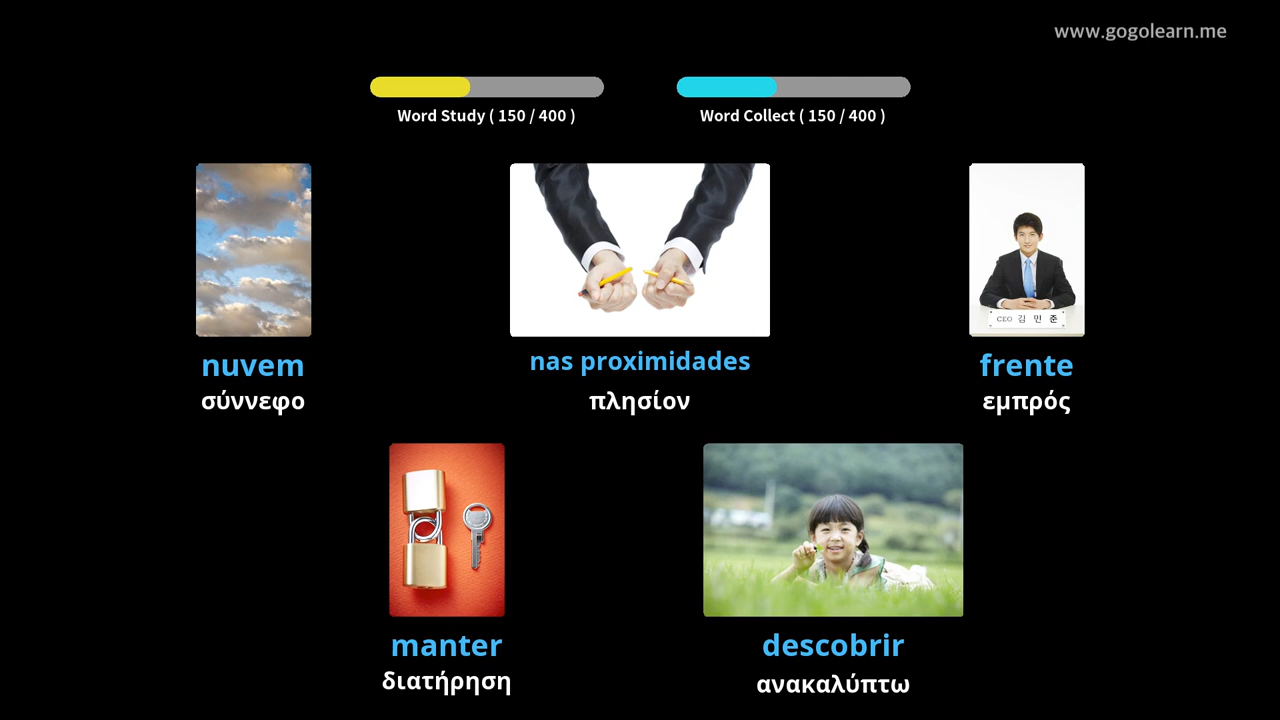 www.gogolearn.me
Word Study ( 150 / 400 )
Word Collect ( 150 / 400 )
CEO 김 민 준
nuvem
nas proximidades
frente
σύννεφο
πλησίον
εμπρός
manter
descobrir
διατήρηση
ανακαλύπτω